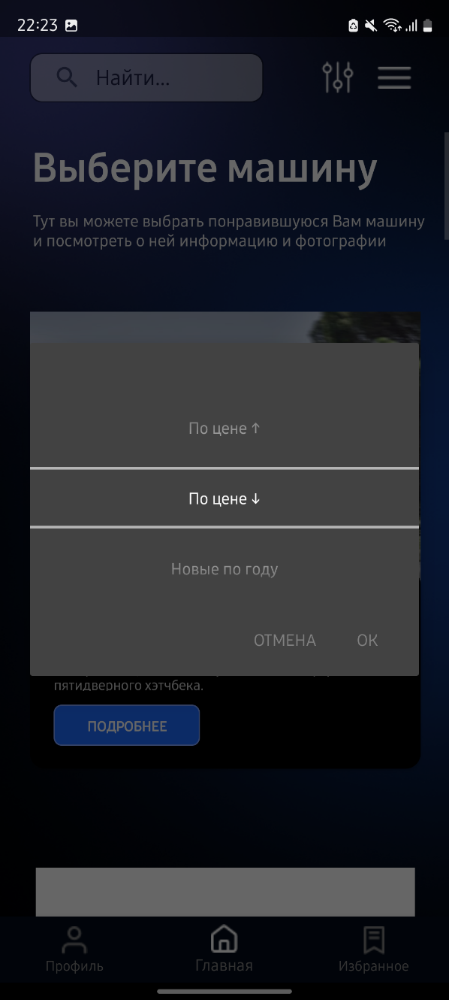 22:23
Найти...
Выберите машину
Тут вы можете выбрать понравившуюся Вам машину
и посмотреть о ней информацию и фотографии
По цене ↑
По цене ↓
Новые по году
ОТМЕНА ОК
пятидверного хэтчбека.
ПОДРОБНЕЕ
Профиль Главная Избранное